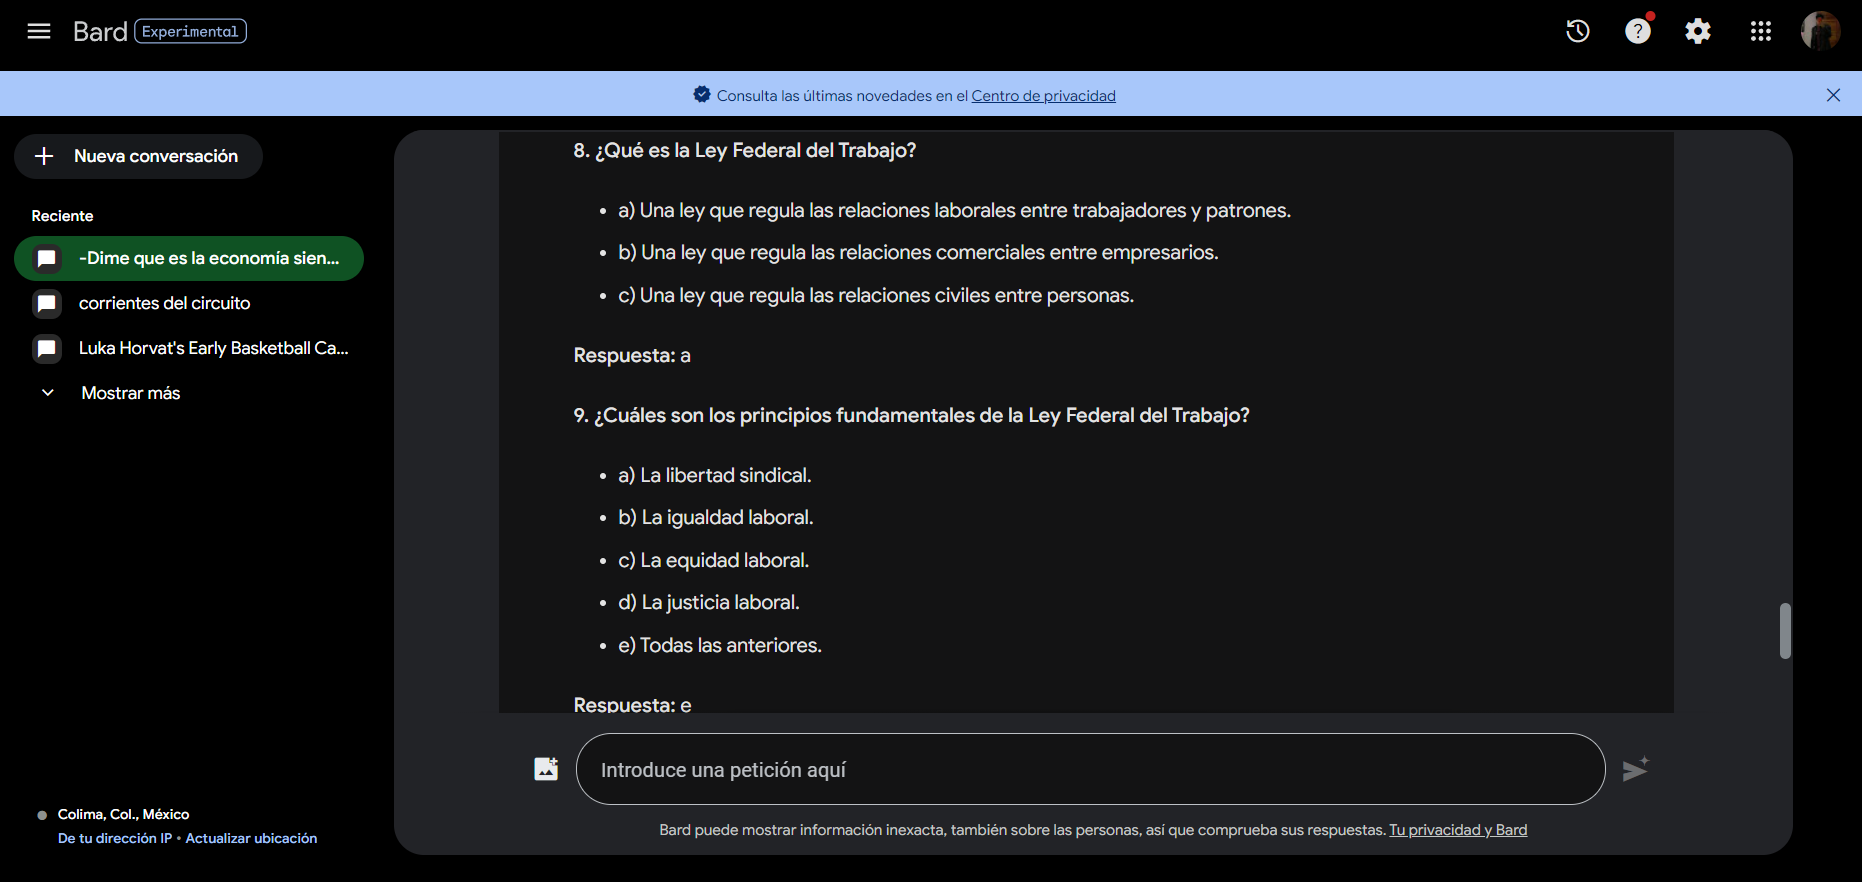 Bard Experimental
Consulta las últimas novedades en el Centro de privacidad
Nueva conversación
Reciente
-Dime que es la economía sien...
corrientes del circuito
Luka Horvat's Early Basketball Ca...
Mostrar más
8. ¿Qué es la Ley Federal del Trabajo?
• a) Una ley que regula las relaciones laborales entre trabajadores y patrones.
• b) Una ley que regula las relaciones comerciales entre empresarios.
• c) Una ley que regula las relaciones civiles entre personas.
Respuesta: a
9. ¿Cuáles son los principios fundamentales de la Ley Federal del Trabajo?
• a) La libertad sindical.
• b) La igualdad laboral.
• c) La equidad laboral.
• d) La justicia laboral.
• e) Todas las anteriores.
Respuesta: e
Introduce una petición aquí
Bard puede mostrar información inexacta, también sobre las personas, así que comprueba sus respuestas. Tu privacidad y Bard
Colima, Col., México
De tu dirección IP • Actualizar ubicación